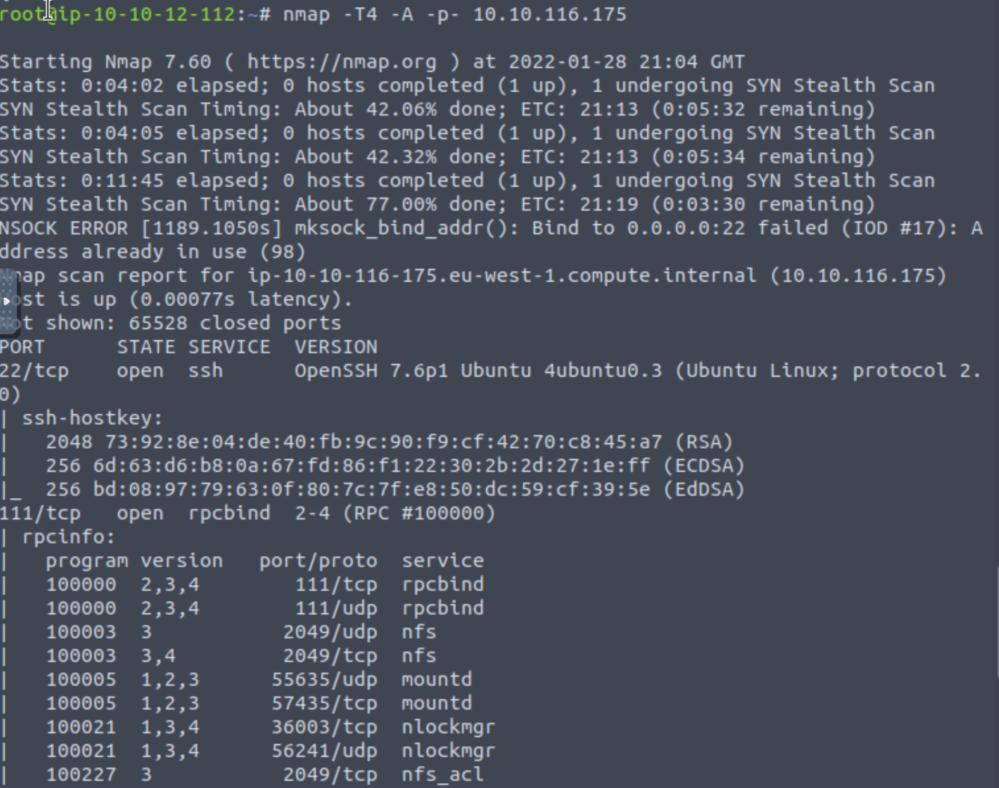 root@ip-10-10-12-112:~# nmap -T4 -A -p- 10.10.116.175
Starting Nmap 7.60 ( https://nmap.org ) at 2022-01-28 21:04 GMT
Stats: 0:04:02 elapsed; 0 hosts completed (1 up), 1 undergoing SYN Stealth Scan
SYN Stealth Scan Timing: About 42.06% done; ETC: 21:13 (0:05:32 remaining)
Stats: 0:04:05 elapsed; 0 hosts completed (1 up), 1 undergoing SYN Stealth Scan
SYN Stealth Scan Timing: About 42.32% done; ETC: 21:13 (0:05:34 remaining)
Stats: 0:11:45 elapsed; 0 hosts completed (1 up), 1 undergoing SYN Stealth Scan
SYN Stealth Scan Timing: About 77.00% done; ETC: 21:19 (0:03:30 remaining)
NSOCK ERROR [1189.1050s] mksock_bind_addr(): Bind to 0.0.0.0:22 failed (IOD #17): A
ddress already in use (98)
Nmap scan report for ip-10-10-116-175.eu-west-1.compute.internal (10.10.116.175)
Host is up (0.00077s latency).
Not shown: 65528 closed ports
PORT      STATE SERVICE  VERSION
22/tcp    open  ssh      OpenSSH 7.6p1 Ubuntu 4ubuntu0.3 (Ubuntu Linux; protocol 2.
0)
| ssh-hostkey:
|   2048 73:92:8e:04:de:40:fb:9c:90:f9:cf:42:70:c8:45:a7 (RSA)
|   256 6d:63:d6:b8:0a:67:fd:86:f1:22:30:2b:2d:27:1e:ff (ECDSA)
|_  256 bd:08:97:79:63:0f:80:7c:7f:e8:50:dc:59:cf:39:5e (EdDSA)
111/tcp   open  rpcbind  2-4 (RPC #100000)
| rpcinfo:
|   program version   port/proto  service
|   100000  2,3,4        111/tcp  rpcbind
|   100000  2,3,4        111/udp  rpcbind
|   100003  3           2049/udp  nfs
|   100003  3,4         2049/tcp  nfs
|   100005  1,2,3      55635/udp  mountd
|   100005  1,2,3      57435/tcp  mountd
|   100021  1,3,4      36003/tcp  nlockmgr
|   100021  1,3,4      56241/udp  nlockmgr
|   100227  3           2049/tcp  nfs_acl